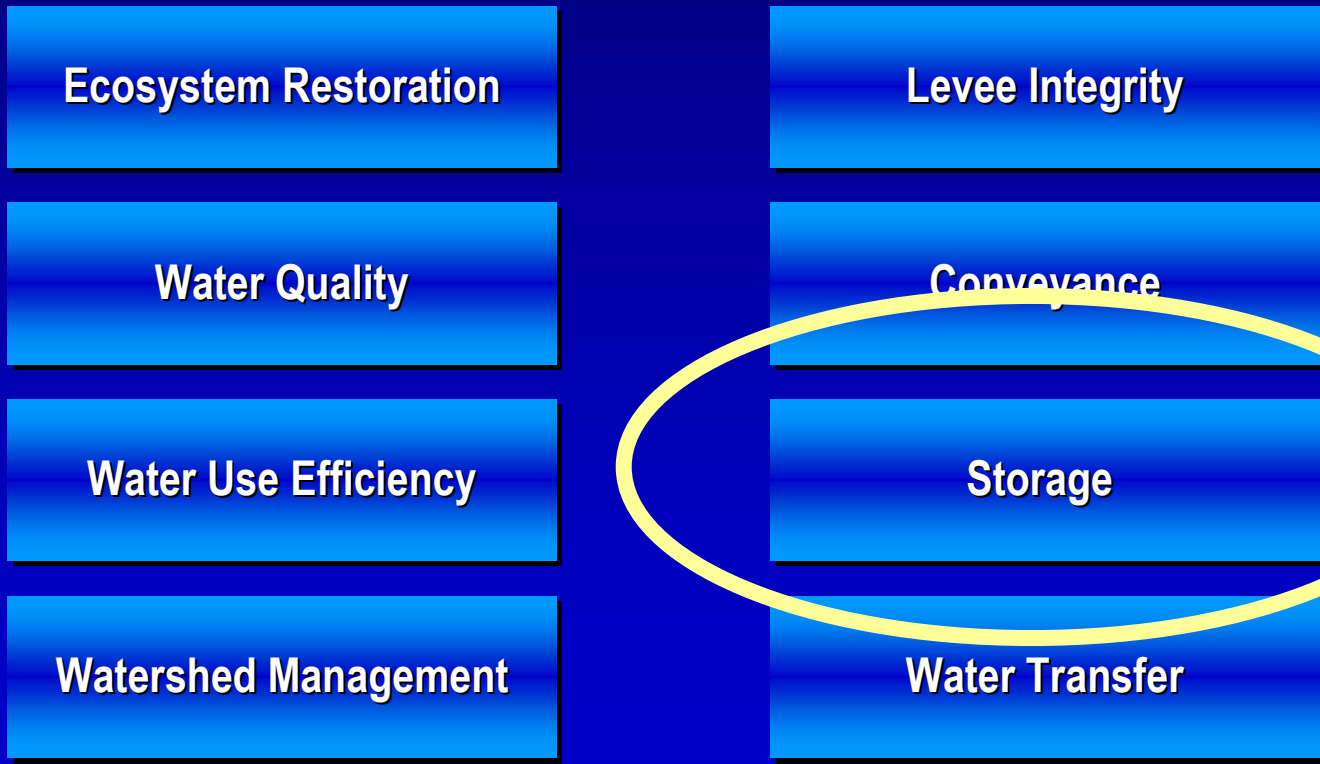 Ecosystem Restoration
Levee Integrity
Water Quality
Conveyance
Water Use Efficiency
Storage
Watershed Management
Water Transfer